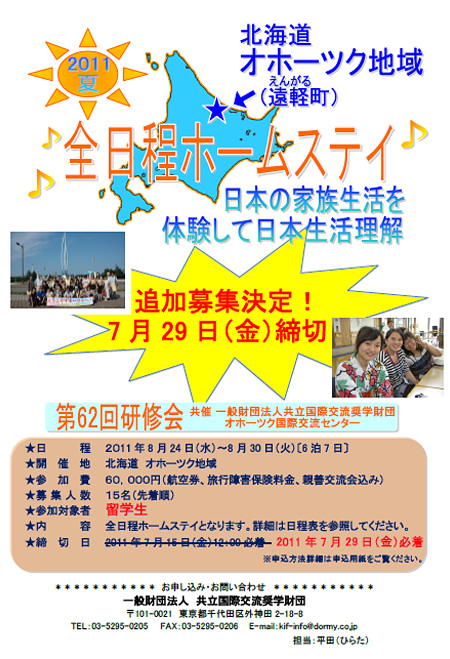 2011
夏
北海道
オホーツク地域
えんがる
(遠軽町)
♪全日程ホームステイ♪
日本の家族生活を
体験して日本生活理解
追加募集決定！
7月29日(金)締切
第62回研修会 共催 一般財団法人共立国際交流奨学財団
オホーツク国際交流センター
★日 程 2011年8月24日(水)～8月30日(火)〔6泊7日〕
★開 催 地 北海道 オホーツク地域
★参 加 費 60,000円(航空券、旅行障害保険料金、親善交流会込み)
★募集人数 15名(先着順)
★参加対象者 留学生
★内 容 全日程ホームステイとなります。詳細は日程表を参照してください。
★締 切 日 2011年7月15日(金)12:00必着 2011年7月29日(金)必着
※申込方法詳細は申込用紙をご覧ください。
＊＊＊＊＊＊＊＊＊＊＊ お申し込み・お問い合わせ ＊＊＊＊＊＊＊＊＊＊＊
一般財団法人 共立国際交流奨学財団
〒101-0021 東京都千代田区外神田2-18-8
TEL:03-5295-0205 FAX:03-5295-0206 E-mail:kif-info@dormy.co.jp
担当:平田(ひらた)